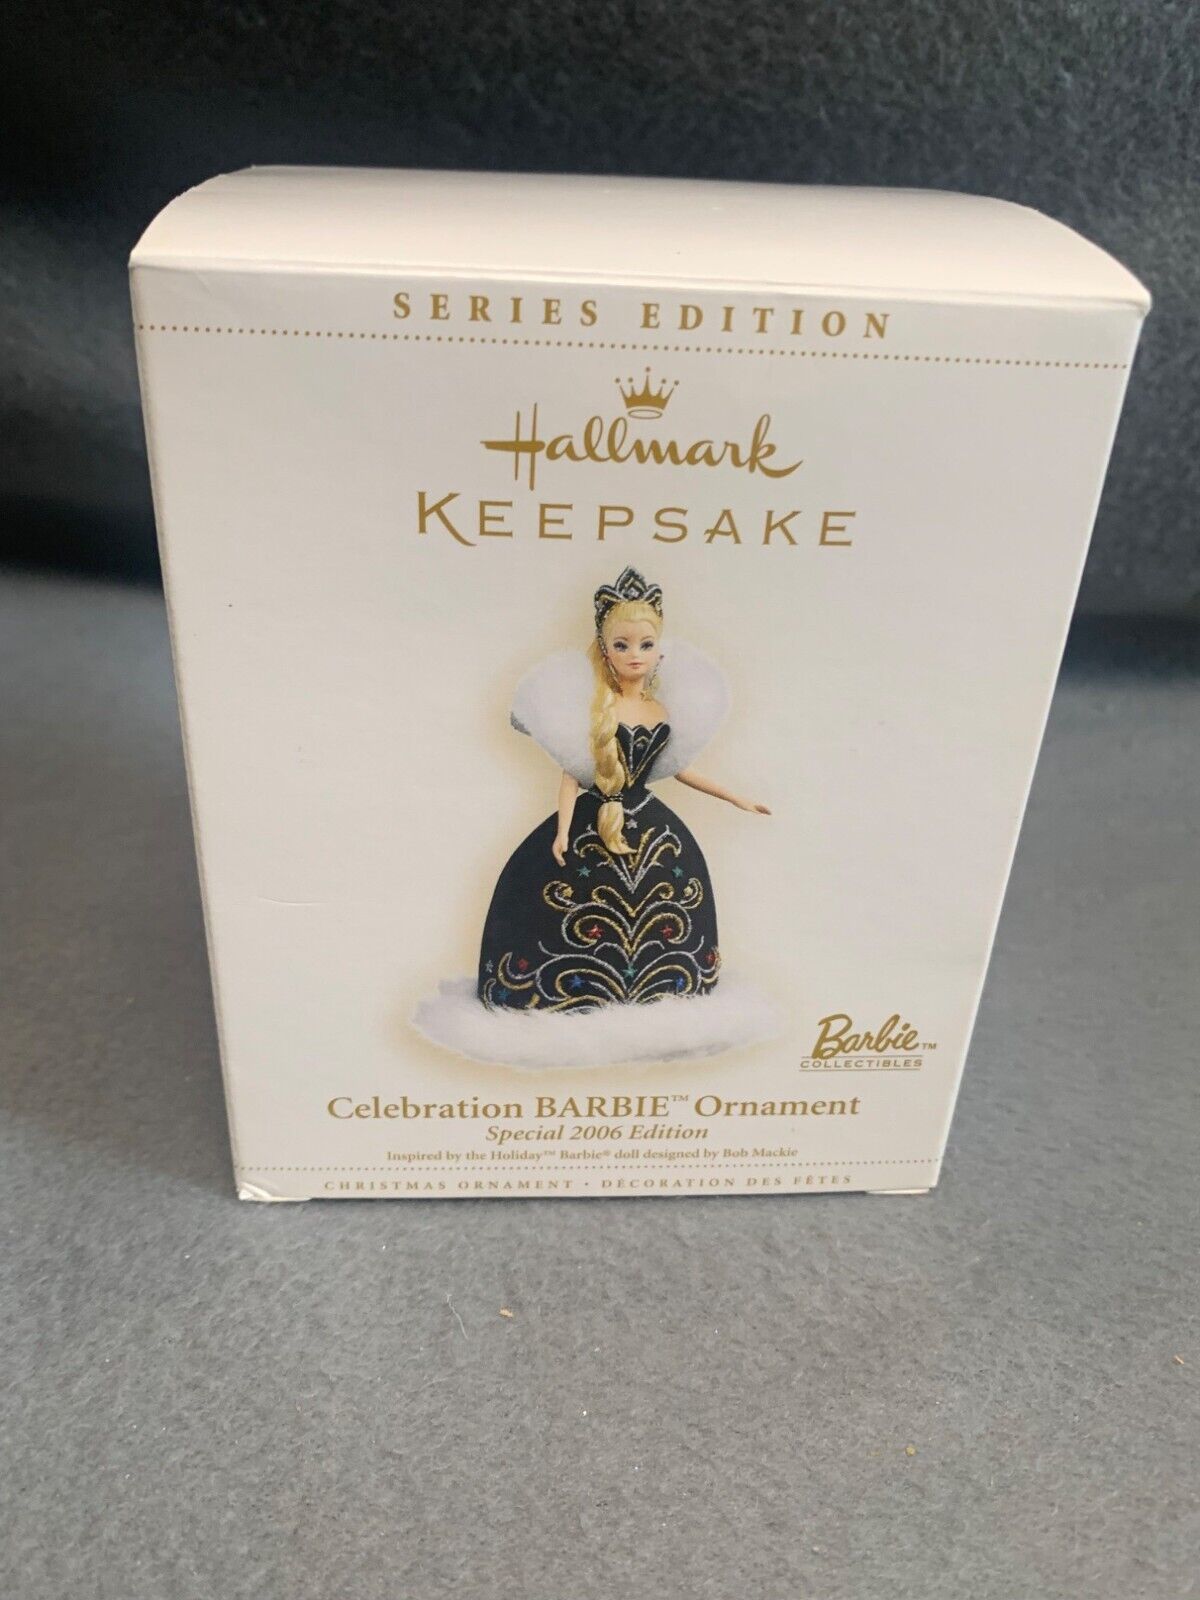 SERIES EDITION
Hallmark
KEEPSAKE
Barbie™
COLLECTIBLES
Celebration BARBIE™ Ornament
Special 2006 Edition
Inspired by the Holiday™ Barbie® doll designed by Bob Mackie
CHRISTMAS ORNAMENT • DÉCORATION DES FÊTES